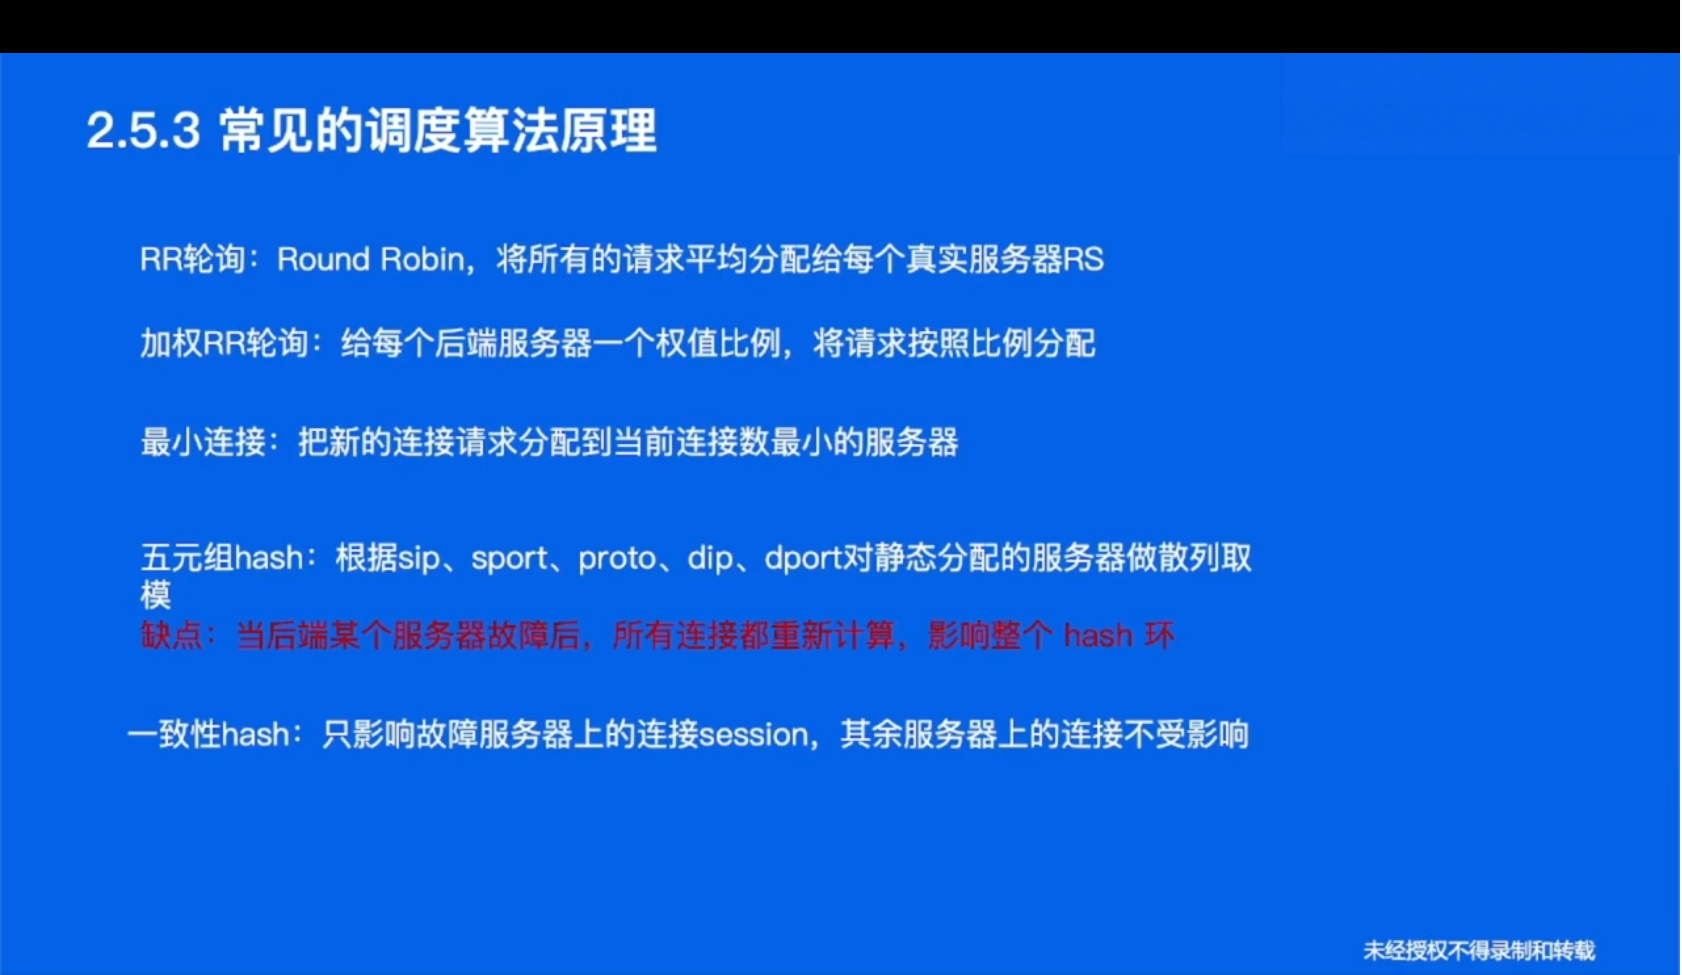 2.5.3 常见的调度算法原理
RR轮询：Round Robin，将所有的请求平均分配给每个真实服务器RS
加权RR轮询：给每个后端服务器一个权值比例，将请求按照比例分配
最小连接：把新的连接请求分配到当前连接数最小的服务器
五元组hash：根据sip、sport、proto、dip、dport对静态分配的服务器做散列取
模
缺点：当后端某个服务器故障后，所有连接都重新计算，影响整个 hash 环
一致性hash：只影响故障服务器上的连接session，其余服务器上的连接不受影响
未经授权不得录制和转载